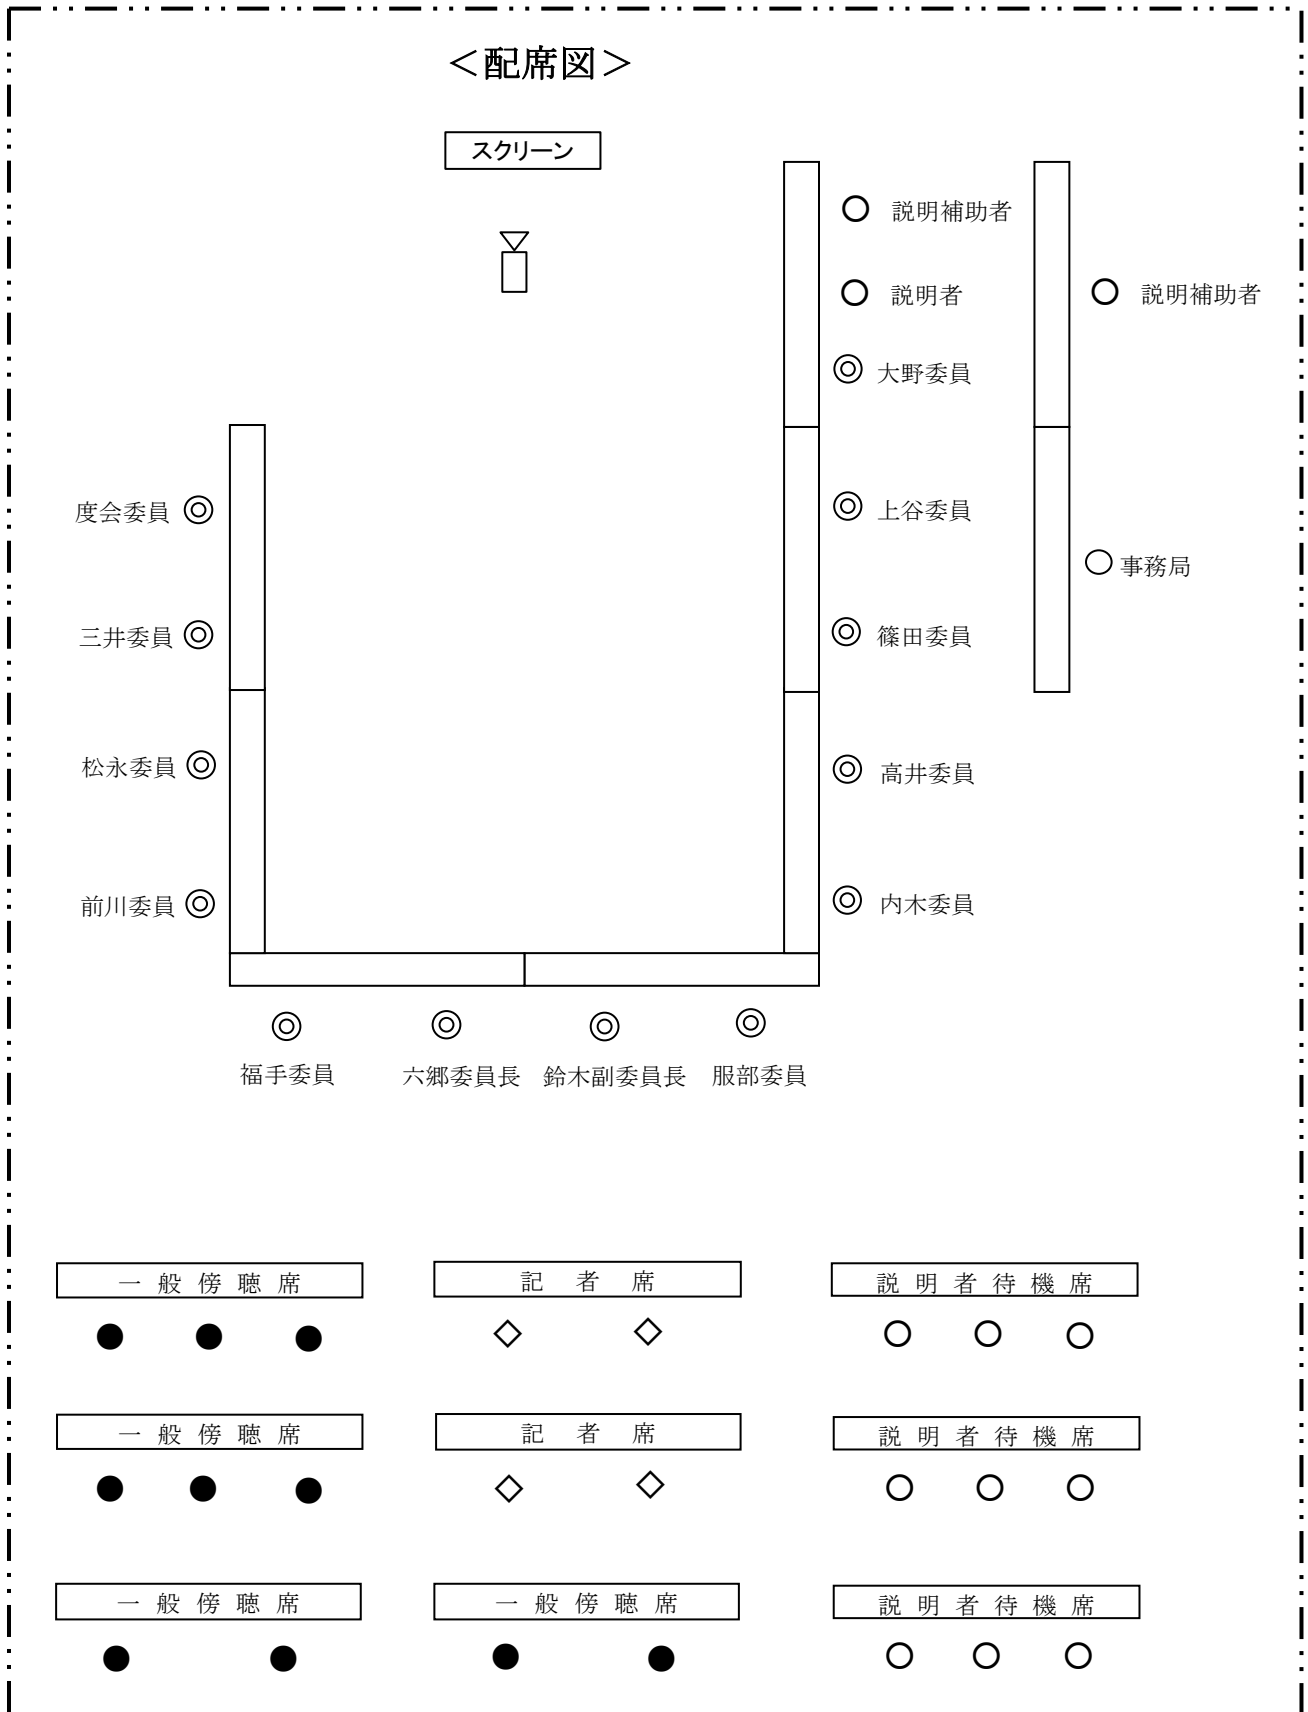 ＜配席図＞
スクリーン
説明補助者
説明者
説明補助者
大野委員
度会委員
上谷委員
事務局
三井委員
篠田委員
松永委員
高井委員
前川委員
内木委員
福手委員
六郷委員長
鈴木副委員長
服部委員
一般傍聴席
記者席
説明者待機席
一般傍聴席
記者席
説明者待機席
一般傍聴席
一般傍聴席
説明者待機席